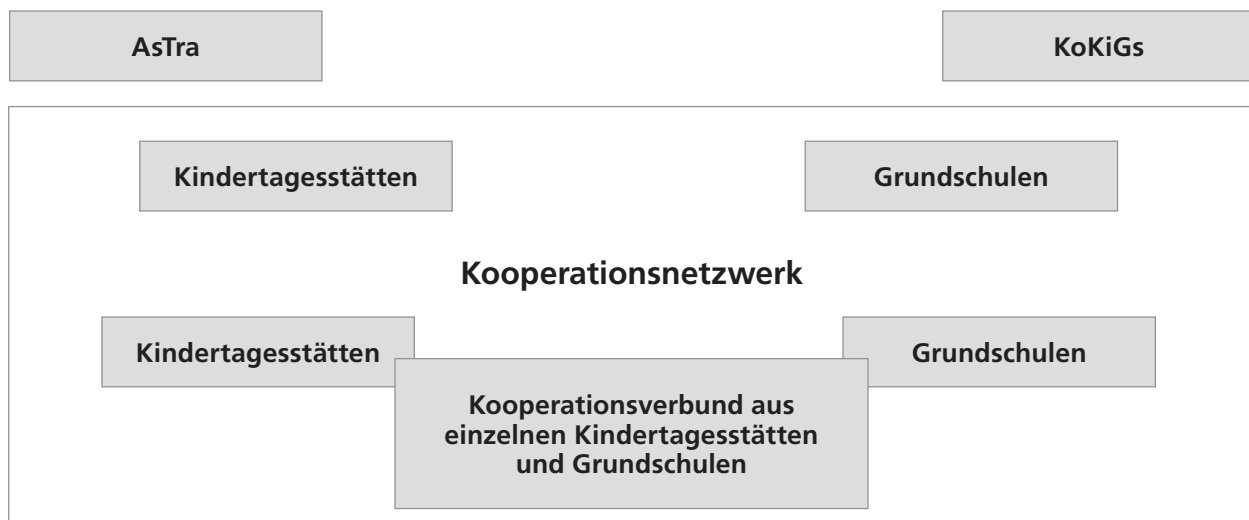 AsTra
KoKiGs
Kindertagesstätten
Grundschulen
Kooperationsnetzwerk
Kindertagesstätten
Grundschulen
Kooperationsverbund aus
einzelnen Kindertagesstätten
und Grundschulen